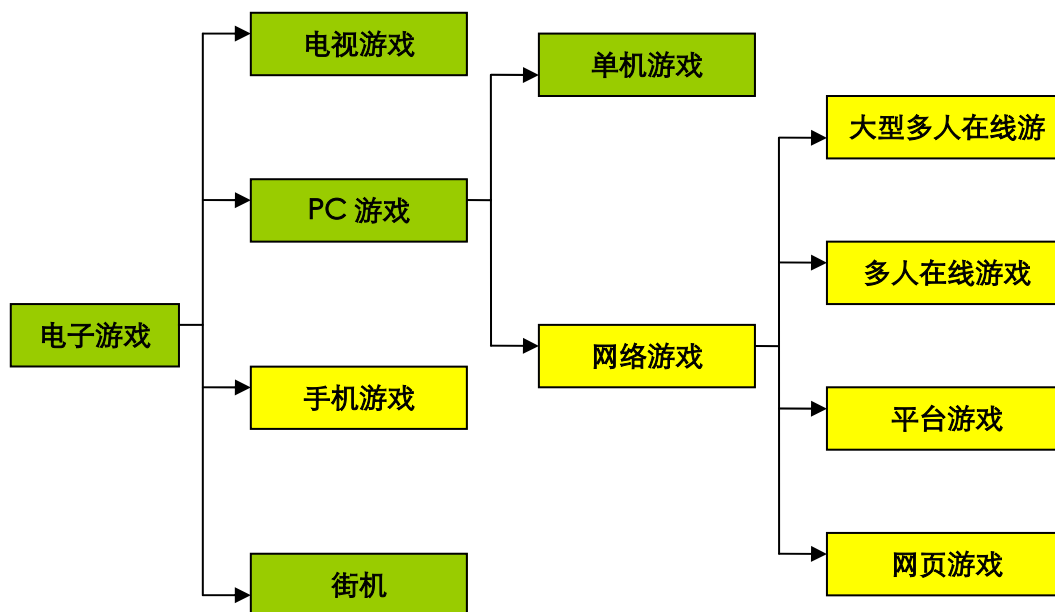 电视游戏
单机游戏
大型多人在线游
PC 游戏
多人在线游戏
电子游戏
网络游戏
手机游戏
平台游戏
网页游戏
街机